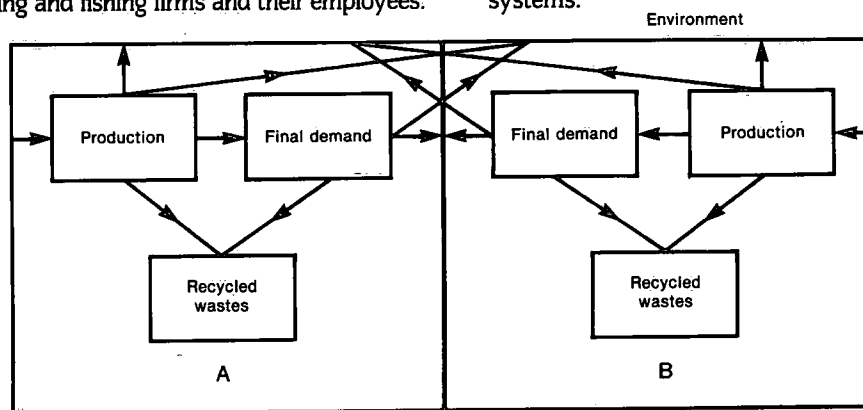 ing and fishing firms and their employees.
systems.
Environment
Production
Final demand
Final demand
Production
Recycled
wastes
Recycled
wastes
A
B